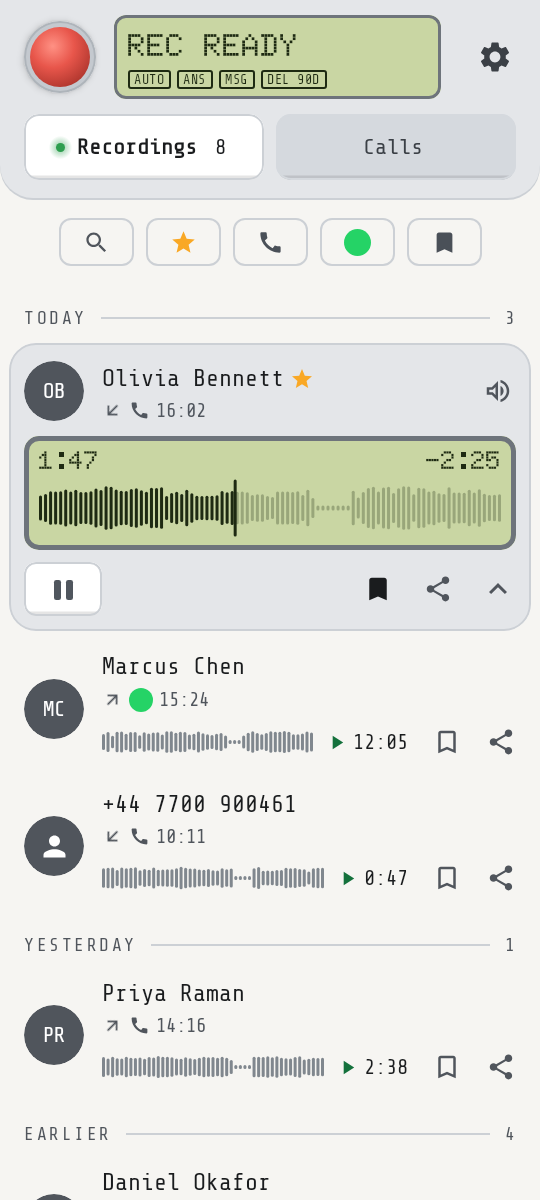 REC READY
AUTO ANS MSG DEL 90D
Recordings 8
Calls
TODAY 3
OB
Olivia Bennett
16:02
1:47 -2:25
Marcus Chen
MC
15:24
12:05
+44 7700 900461
10:11
0:47
YESTERDAY 1
Priya Raman
PR
14:16
2:38
EARLIER 4
Daniel Okafor